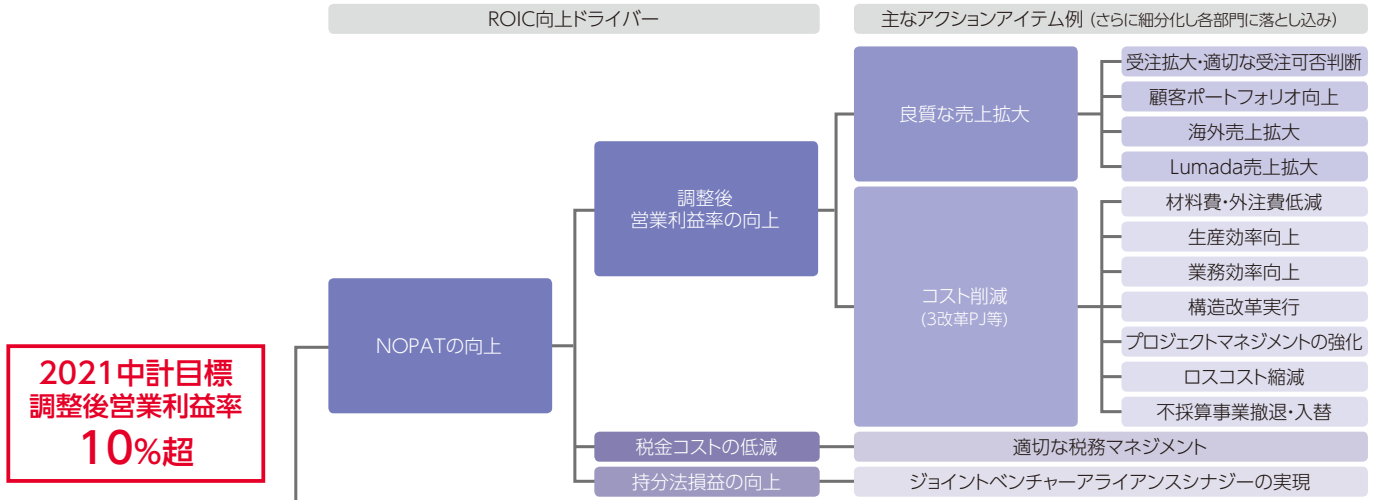 ROIC向上ドライバー
主なアクションアイテム例 (さらに細分化し各部門に落とし込み)
2021中計目標
調整後営業利益率
10%超
NOPATの向上
調整後
営業利益率の向上
良質な売上拡大
受注拡大・適切な受注可否判断
顧客ポートフォリオ向上
海外売上拡大
Lumada売上拡大
コスト削減
(3改革PJ等)
材料費・外注費低減
生産効率向上
業務効率向上
構造改革実行
プロジェクトマネジメントの強化
ロスコスト縮減
不採算事業撤退・入替
税金コストの低減
適切な税務マネジメント
持分法損益の向上
ジョイントベンチャーアライアンスシナジーの実現